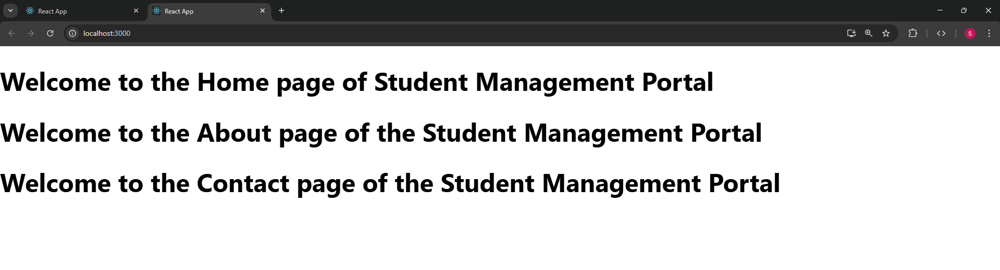 React App
React App
localhost:3000
S
Welcome to the Home page of Student Management Portal
Welcome to the About page of the Student Management Portal
Welcome to the Contact page of the Student Management Portal